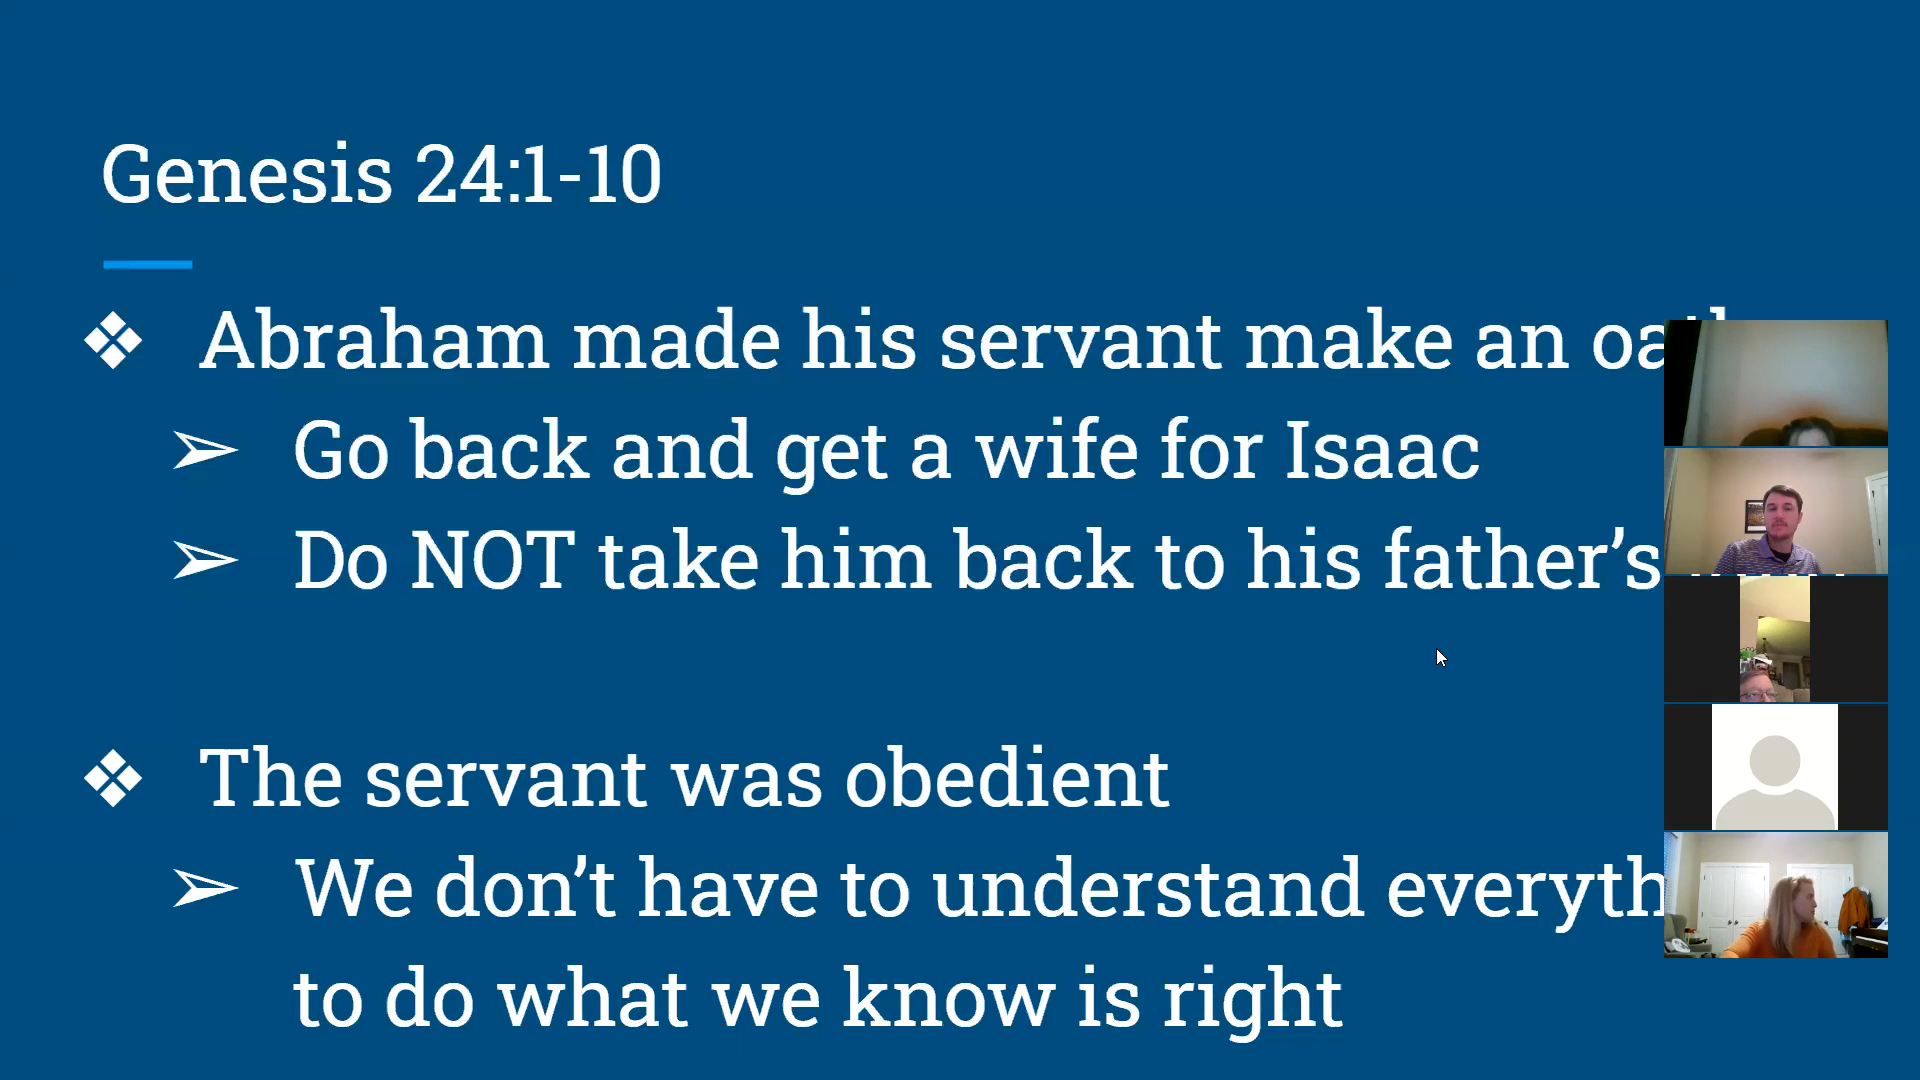 Genesis 24:1-10
❖ Abraham made his servant make an
➢ Go back and get a wife for Isaac
➢ Do NOT take him back to his father’s
❖ The servant was obedient
➢ We don’t have to understand
to do what we know is right